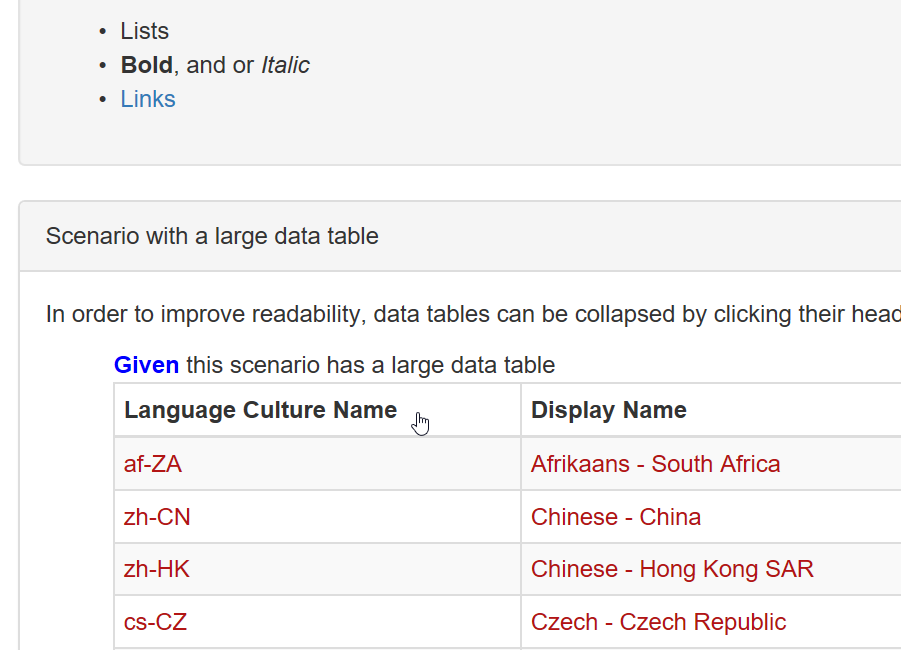 • Lists
• Bold, and or Italic
• Links
Scenario with a large data table
In order to improve readability, data tables can be collapsed by clicking their head
Given this scenario has a large data table
Language Culture Name Display Name
af-ZA Afrikaans - South Africa
zh-CN Chinese - China
zh-HK Chinese - Hong Kong SAR
cs-CZ Czech - Czech Republic